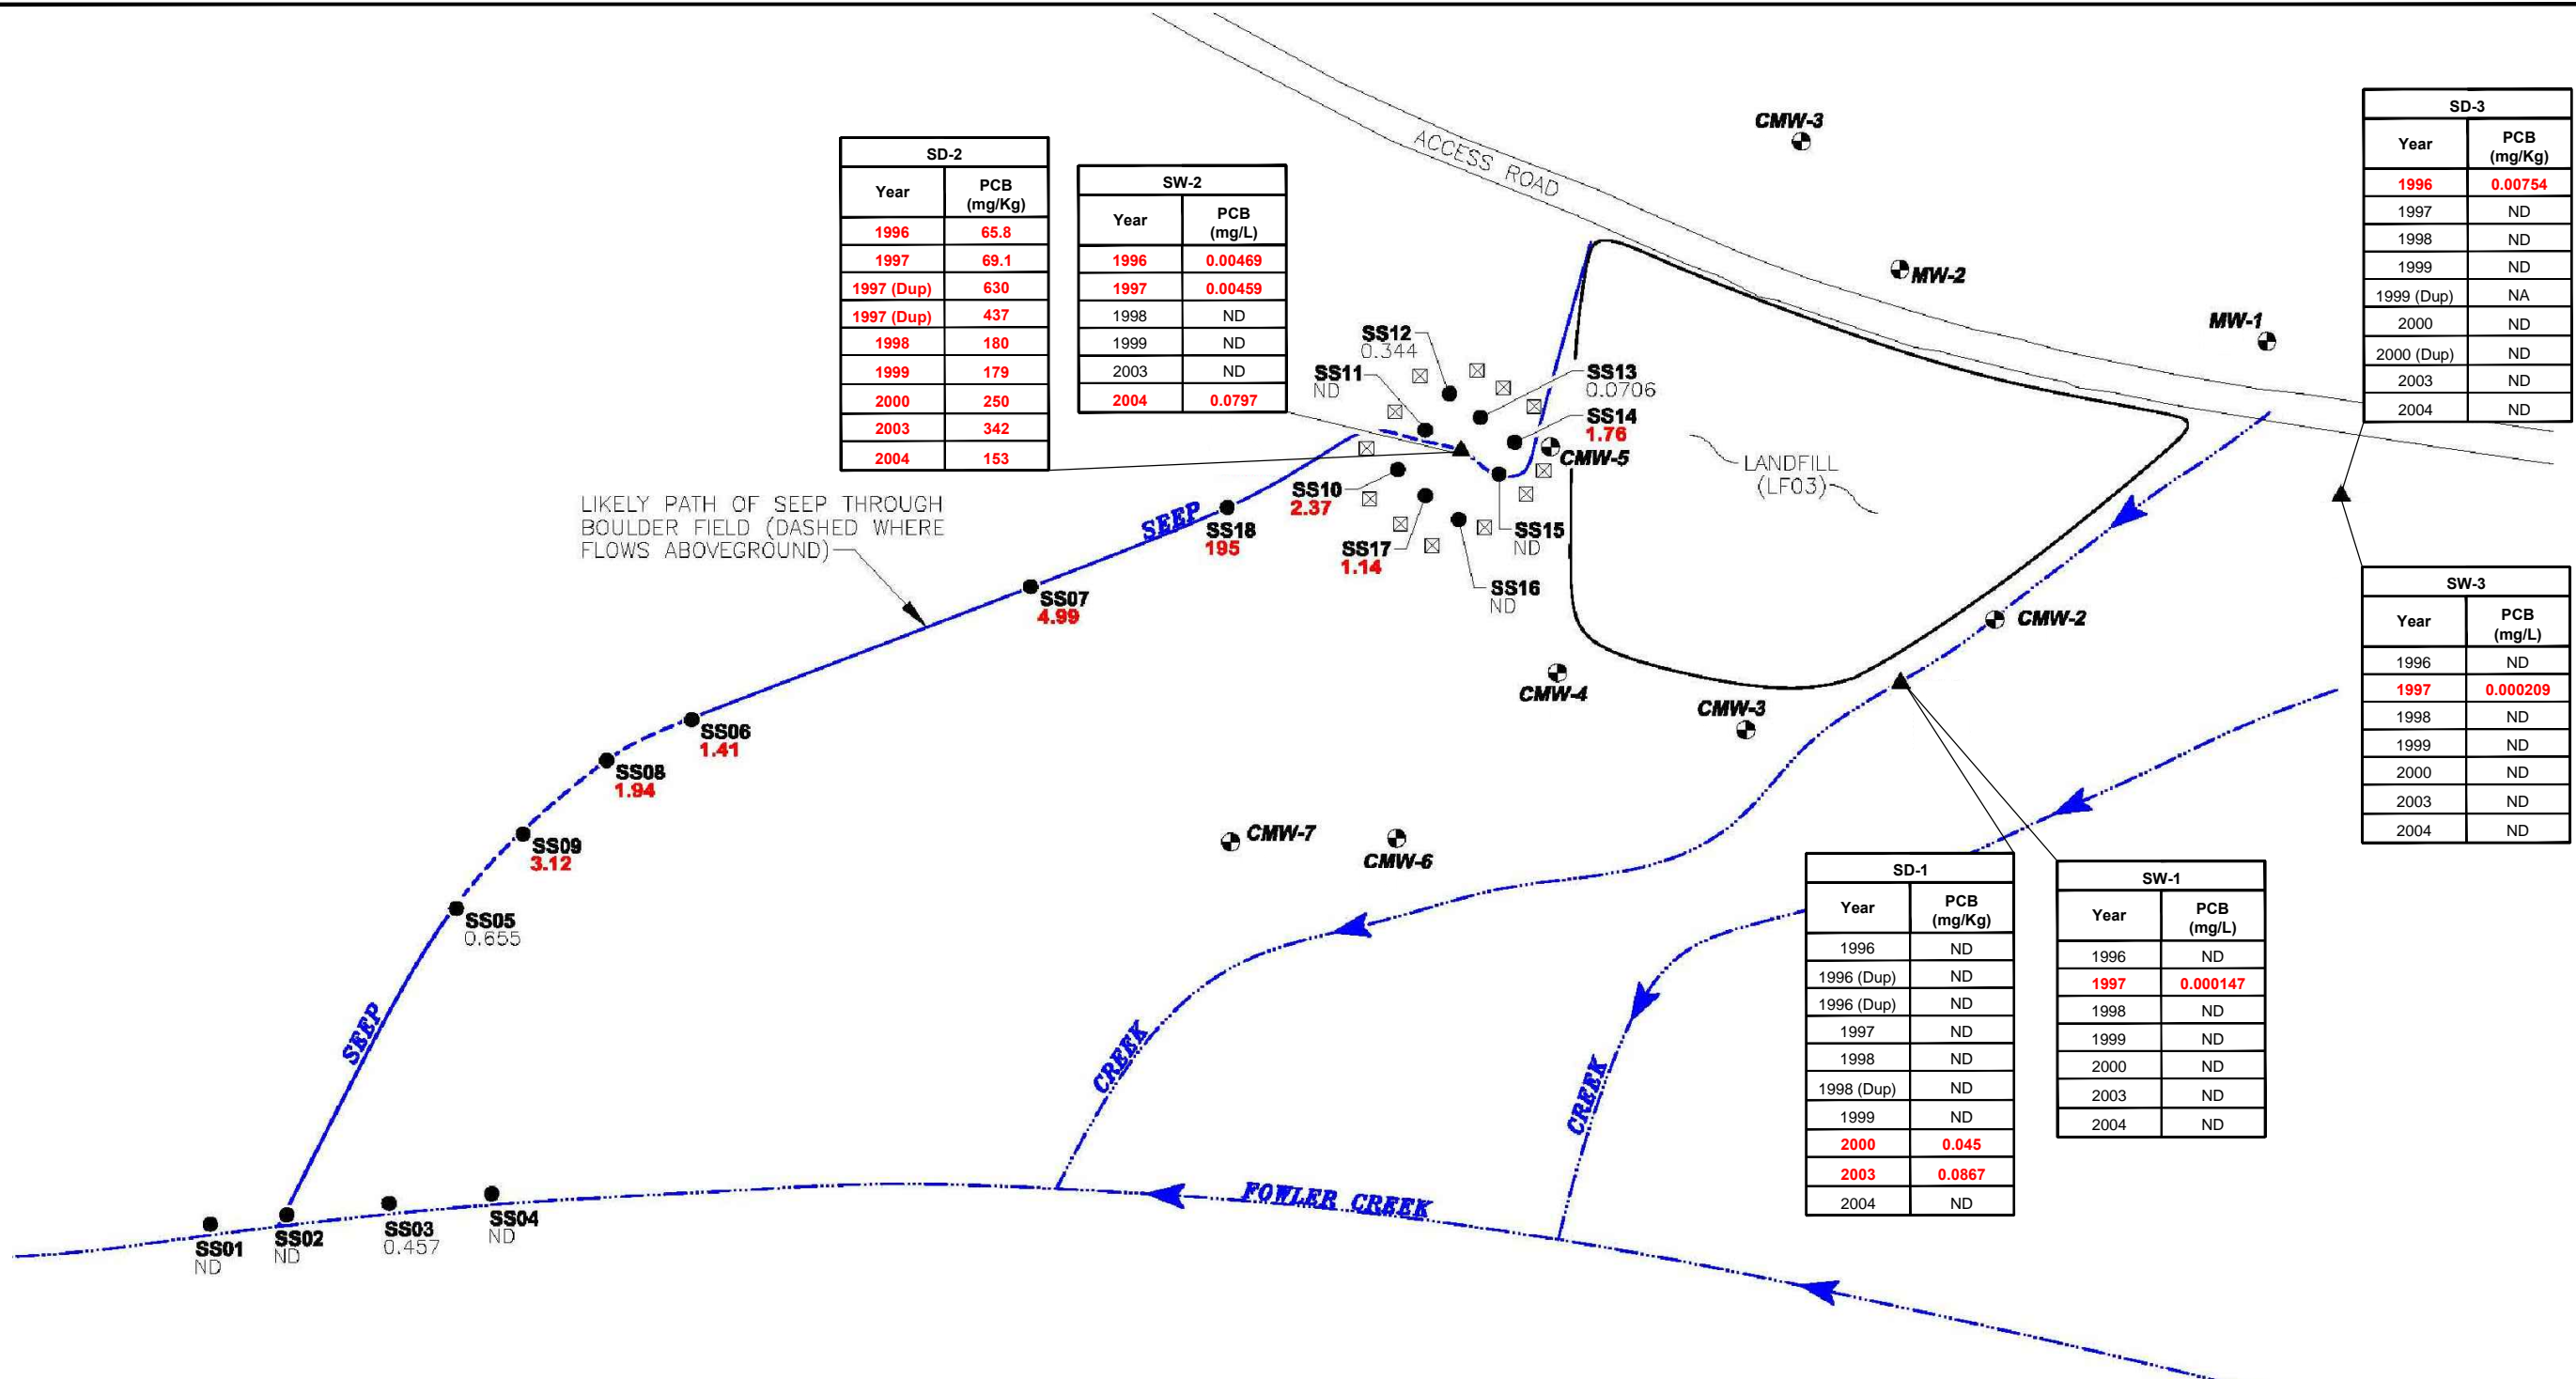 ACCESS ROAD
CMW-3
MW-2
MW-1
SD-3
Year PCB (mg/Kg)
1996 0.00754
1997 ND
1998 ND
1999 ND
1999 (Dup) NA
2000 ND
2000 (Dup) ND
2003 ND
2004 ND
SD-2
Year PCB (mg/Kg)
1996 65.8
1997 69.1
1997 (Dup) 630
1997 (Dup) 437
1998 180
1999 179
2000 250
2003 342
2004 153
SW-2
Year PCB (mg/L)
1996 0.00469
1997 0.00459
1998 ND
1999 ND
2003 ND
2004 0.0797
SS12
0.344
SS11
ND
SS13
0.0706
SS14
1.76
CMW-5
LANDFILL
(LF03)
SS10
2.37
SS15
ND
SS17
1.14
SS16
ND
LIKELY PATH OF SEEP THROUGH
BOULDER FIELD (DASHED WHERE
FLOWS ABOVEGROUND)
SEEP
SS18
195
SS07
4.99
SS06
1.41
SS08
1.94
SS09
3.12
SS05
0.655
SEEP
CMW-2
CMW-4
CMW-3
CMW-7
CMW-6
SW-3
Year PCB (mg/L)
1996 ND
1997 0.000209
1998 ND
1999 ND
2000 ND
2003 ND
2004 ND
SD-1
Year PCB (mg/Kg)
1996 ND
1996 (Dup) ND
1996 (Dup) ND
1997 ND
1998 ND
1998 (Dup) ND
1999 ND
2000 0.045
2003 0.0867
2004 ND
SW-1
Year PCB (mg/L)
1996 ND
1997 0.000147
1998 ND
1999 ND
2000 ND
2003 ND
2004 ND
CREEK
CREEK
FOWLER CREEK
SS01
ND
SS02
ND
SS03
0.457
SS04
ND